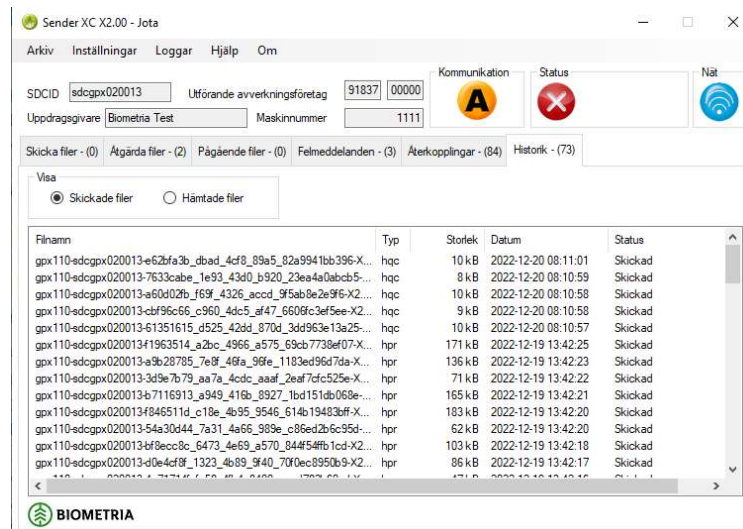 Sender XC X2.00 - Jota
Arkiv Inställningar Loggar Hjälp Om
SDCID sdcgpx020013 Utförande avverkningsföretag 91837 00000
Uppdragsgivare Biometria Test Maskinnummer 1111
Kommunikation Status Nät
A
Skicka filer - (0) Åtgärda filer - (2) Pågående filer - (0) Felmeddelanden - (3) Återkopplingar - (84) Historik - (73)
Visa
Skickade filer Hämtade filer
Filnamn Typ Storlek Datum Status
gpx110-sdcgpx020013-e62bfa3b_dbad_4cf8_89a5_82a9941bb396-X... hqc 10 kB 2022-12-20 08:11:01 Skickad
gpx110-sdcgpx020013-7633cabe_1e93_43d0_b920_23ea4a0abcb5-... hqc 8 kB 2022-12-20 08:10:59 Skickad
gpx110-sdcgpx020013-a60d02fb_f69f_4326_accd_9f5ab8e2e9f6-X2... hqc 10 kB 2022-12-20 08:10:58 Skickad
gpx110-sdcgpx020013-cbf96c66_c960_4dc5_af47_6606fc3ef5ee-X2... hqc 9 kB 2022-12-20 08:10:58 Skickad
gpx110-sdcgpx020013-61351615_d525_42dd_870d_3dd963e13a25-... hqc 10 kB 2022-12-20 08:10:57 Skickad
gpx110-sdcgpx020013-f1963514_a2bc_4966_a575_69cb7738ef07-X... hpr 171 kB 2022-12-19 13:42:25 Skickad
gpx110-sdcgpx020013-a9b28785_7e8f_46fa_96fe_1183ed96d7da-X... hpr 136 kB 2022-12-19 13:42:23 Skickad
gpx110-sdcgpx020013-3d9e7b79_aa7a_4cdc_aaaf_2eaf7cfc525e-X... hpr 71 kB 2022-12-19 13:42:22 Skickad
gpx110-sdcgpx020013-b7116913_a949_416b_8927_1bd151db068e-... hpr 165 kB 2022-12-19 13:42:21 Skickad
gpx110-sdcgpx020013-f846511d_c18e_4b95_9546_614b19483bff-X... hpr 183 kB 2022-12-19 13:42:20 Skickad
gpx110-sdcgpx020013-54a30d44_7a31_4a66_989e_c86ed2b6c95d-... hpr 62 kB 2022-12-19 13:42:20 Skickad
gpx110-sdcgpx020013-bf8ecc8c_6473_4e69_a570_844f54ffb1cd-X2... hpr 103 kB 2022-12-19 13:42:18 Skickad
gpx110-sdcgpx020013-d0e4cf8f_1323_4b89_9f40_70f0ec8950b9-X2... hpr 86 kB 2022-12-19 13:42:17 Skickad
BIOMETRIA